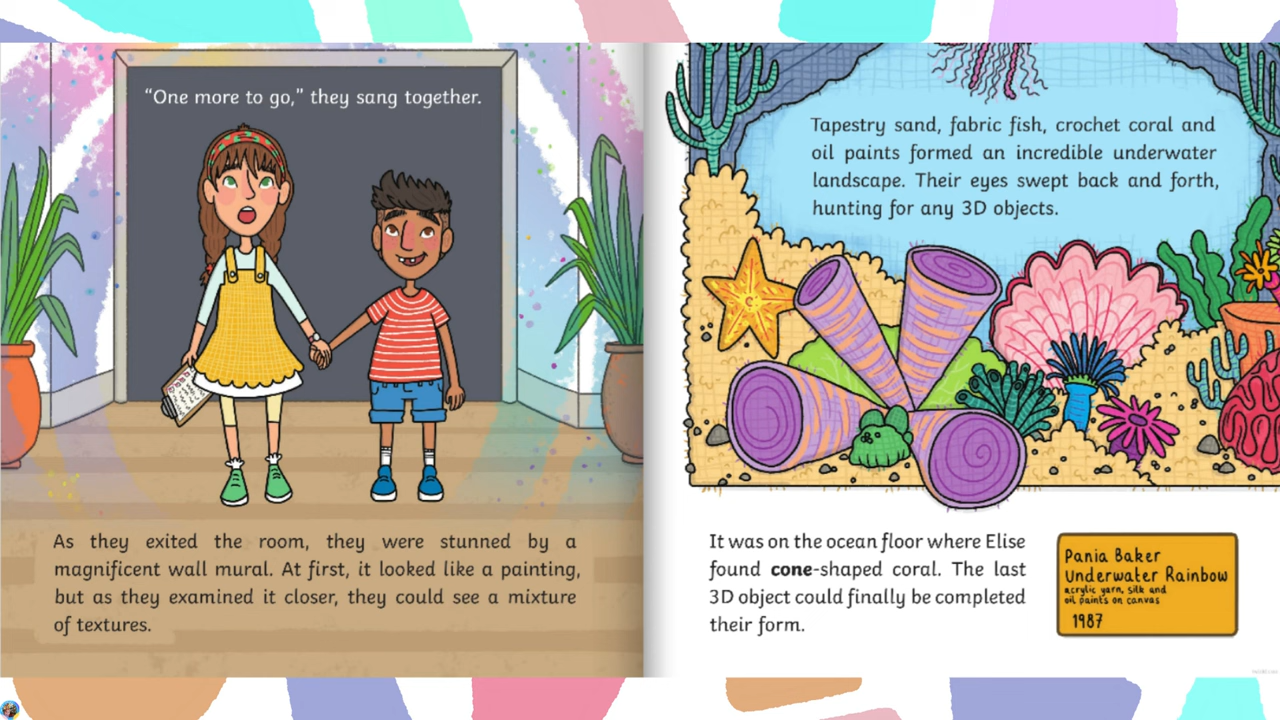 “One more to go,” they sang together.
As they exited the room, they were stunned by a
magnificent wall mural. At first, it looked like a painting,
but as they examined it closer, they could see a mixture
of textures.
Tapestry sand, fabric fish, crochet coral and
oil paints formed an incredible underwater
landscape. Their eyes swept back and forth,
hunting for any 3D objects.
It was on the ocean floor where Elise
found cone-shaped coral. The last
3D object could finally be completed
their form.
Pania Baker
Underwater Rainbow
acrylic yarn, silk and
oil paints on canvas
1987